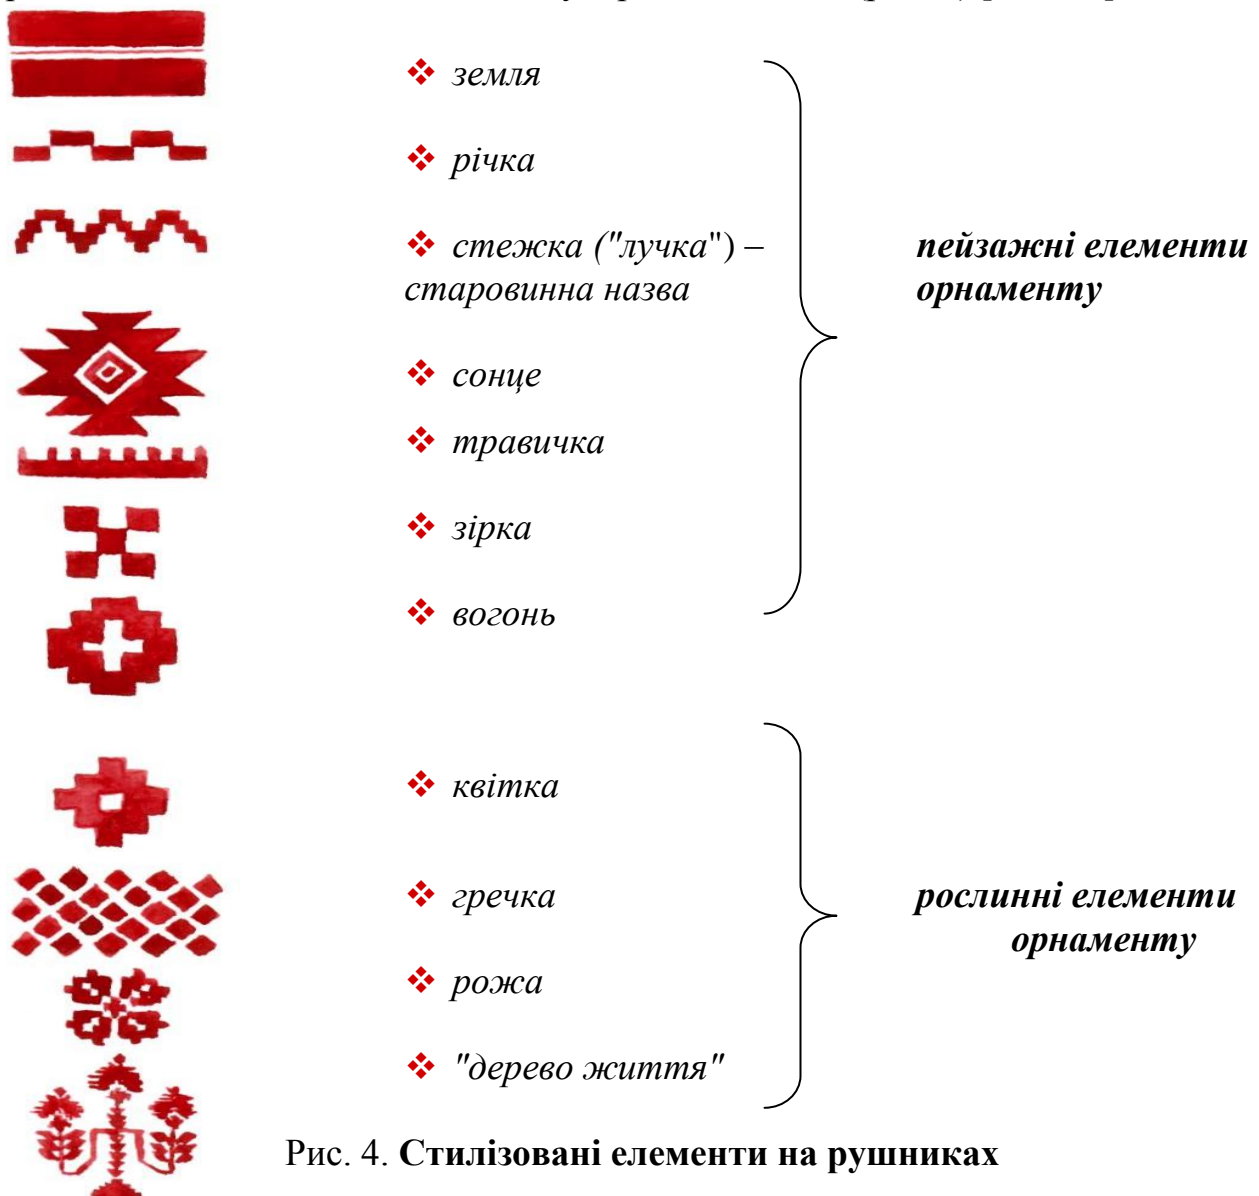 ❖ земля
❖ річка
❖ стежка ("лучка") –
старовинна назва
пейзажні елементи
орнаменту
❖ сонце
❖ травичка
❖ зірка
❖ вогонь
❖ квітка
❖ гречка
рослинні елементи
орнаменту
❖ рожа
❖ "дерево життя"
Рис. 4. Стилізовані елементи на рушниках